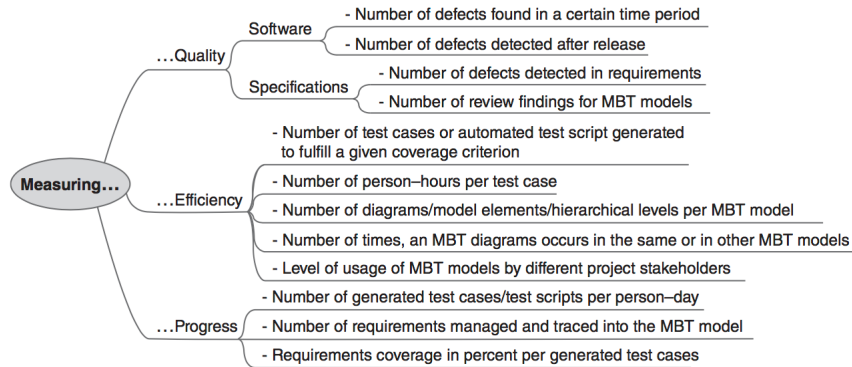 - Number of defects found in a certain time period
Software
- Number of defects detected after release
...Quality
- Number of defects detected in requirements
Specifications
- Number of review findings for MBT models
- Number of test cases or automated test script generated
to fulfill a given coverage criterion
- Number of person–hours per test case
Measuring...
...Efficiency
- Number of diagrams/model elements/hierarchical levels per MBT model
- Number of times, an MBT diagrams occurs in the same or in other MBT models
- Level of usage of MBT models by different project stakeholders
- Number of generated test cases/test scripts per person–day
...Progress
- Number of requirements managed and traced into the MBT model
- Requirements coverage in percent per generated test cases